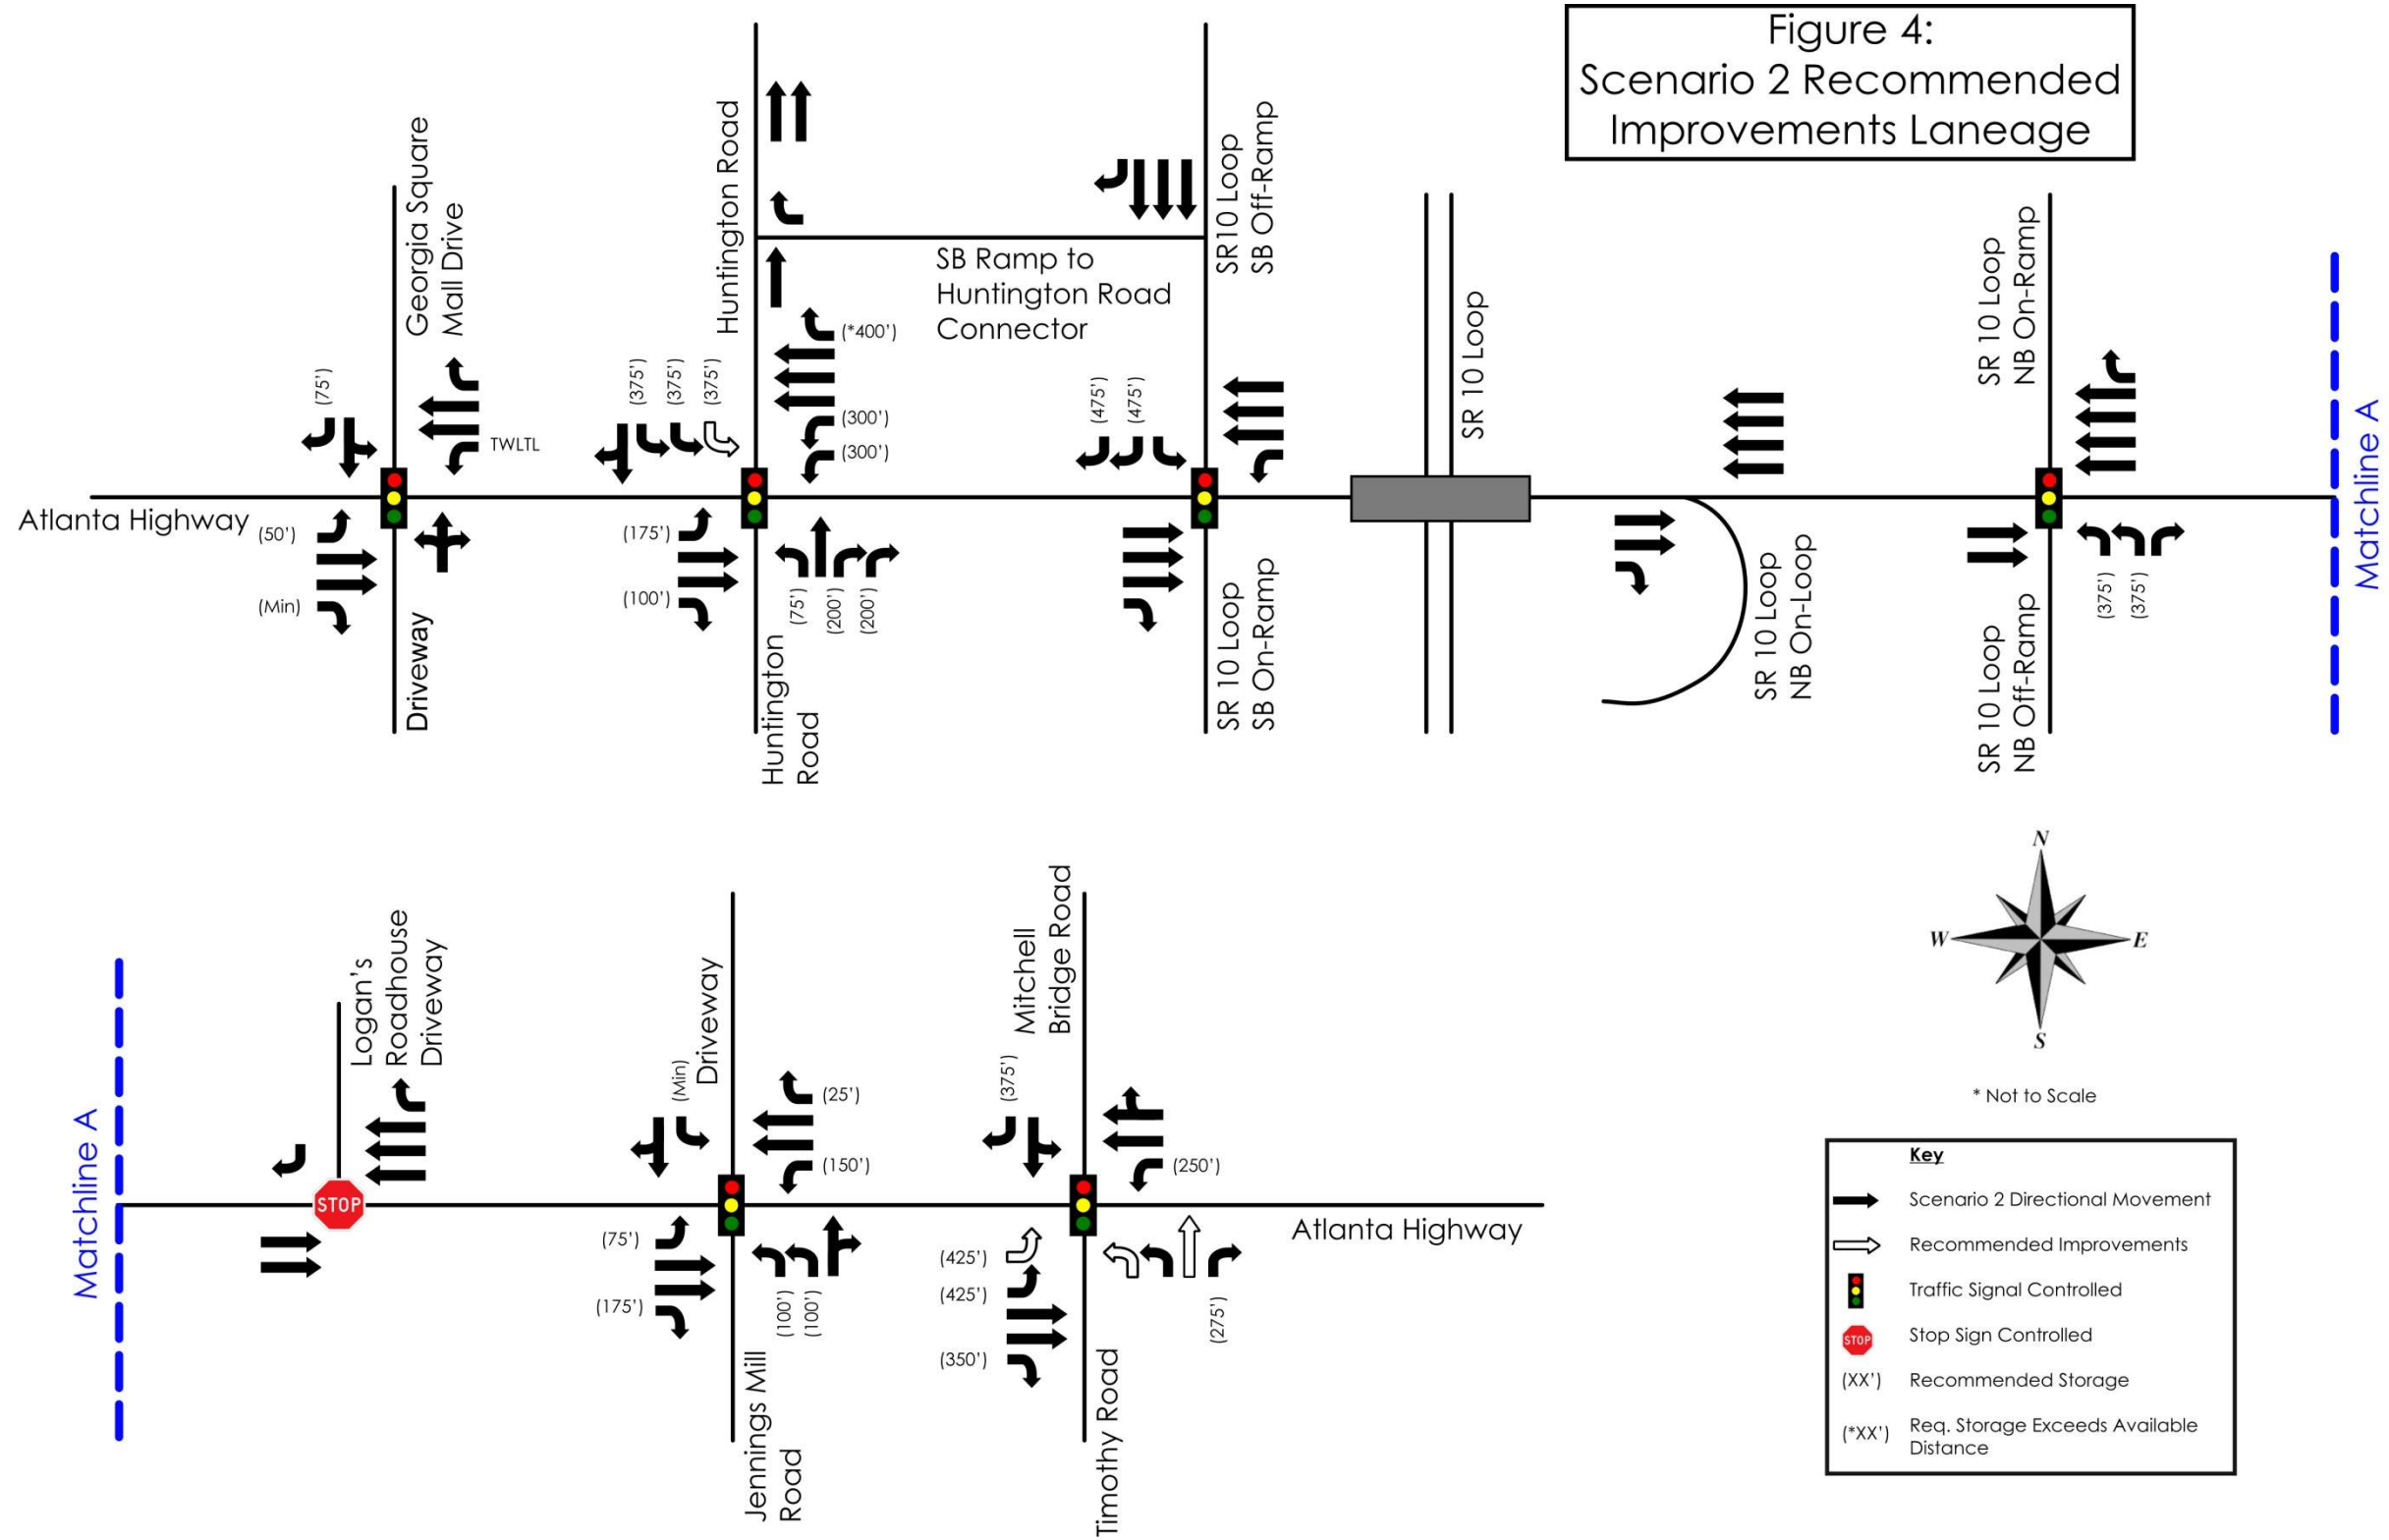 Figure 4:
Scenario 2 Recommended
Improvements Laneage
Georgia Square
Mall Drive
(75')
TWLTL
Atlanta Highway
(50')
(Min)
Driveway
Huntington Road
(375')
(375')
(375')
(*400')
(300')
(300')
(175')
(100')
(75')
(200')
(200')
Huntington
Road
SB Ramp to
Huntington Road
Connector
SR10 Loop
SB Off-Ramp
(475')
(475')
SR 10 Loop
SB On-Ramp
SR 10 Loop
SR 10 Loop
NB On-Loop
SR 10 Loop
NB On-Ramp
(375')
(375')
SR 10 Loop
NB Off-Ramp
Matchline A
Matchline A
Logan's
Roadhouse
Driveway
STOP
(Min)
Driveway
(25')
(150')
(75')
(175')
(100')
(100')
Jennings Mill
Road
Mitchell
Bridge Road
(375')
(250')
(425')
(425')
(350')
(275')
Timothy Road
Atlanta Highway
N
W
E
S
* Not to Scale
Key
Scenario 2 Directional Movement
Recommended Improvements
Traffic Signal Controlled
STOP
Stop Sign Controlled
(XX')
Recommended Storage
(*XX')
Req. Storage Exceeds Available
Distance